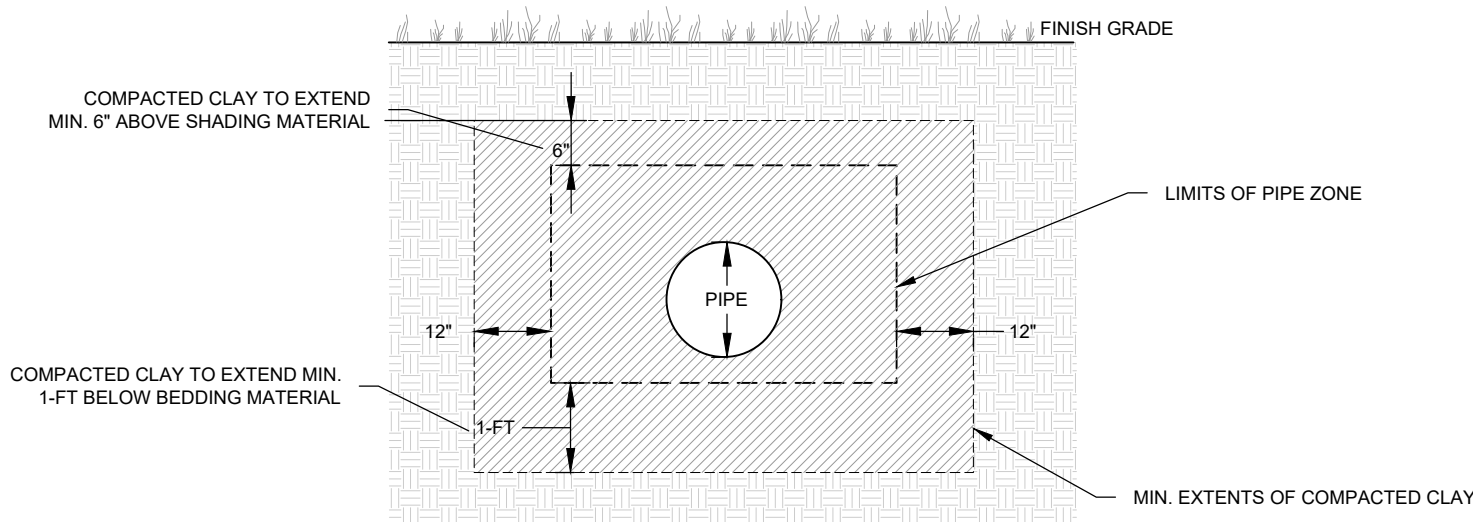 FINISH GRADE
COMPACTED CLAY TO EXTEND
MIN. 6" ABOVE SHADING MATERIAL
6"
LIMITS OF PIPE ZONE
PIPE
12"
12"
COMPACTED CLAY TO EXTEND MIN.
1-FT BELOW BEDDING MATERIAL
1-FT
MIN. EXTENTS OF COMPACTED CLAY